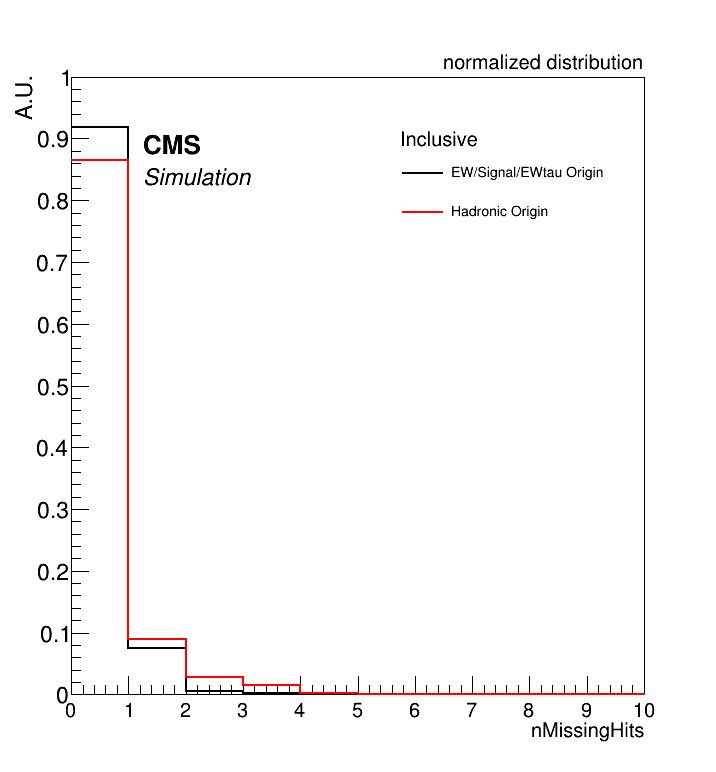 normalized distribution
A.U.
1
0.9
0.8
0.7
0.6
0.5
0.4
0.3
0.2
0.1
0
CMS
Simulation
Inclusive
EW/Signal/EWtau Origin
Hadronic Origin
0 1 2 3 4 5 6 7 8 9 10
nMissingHits